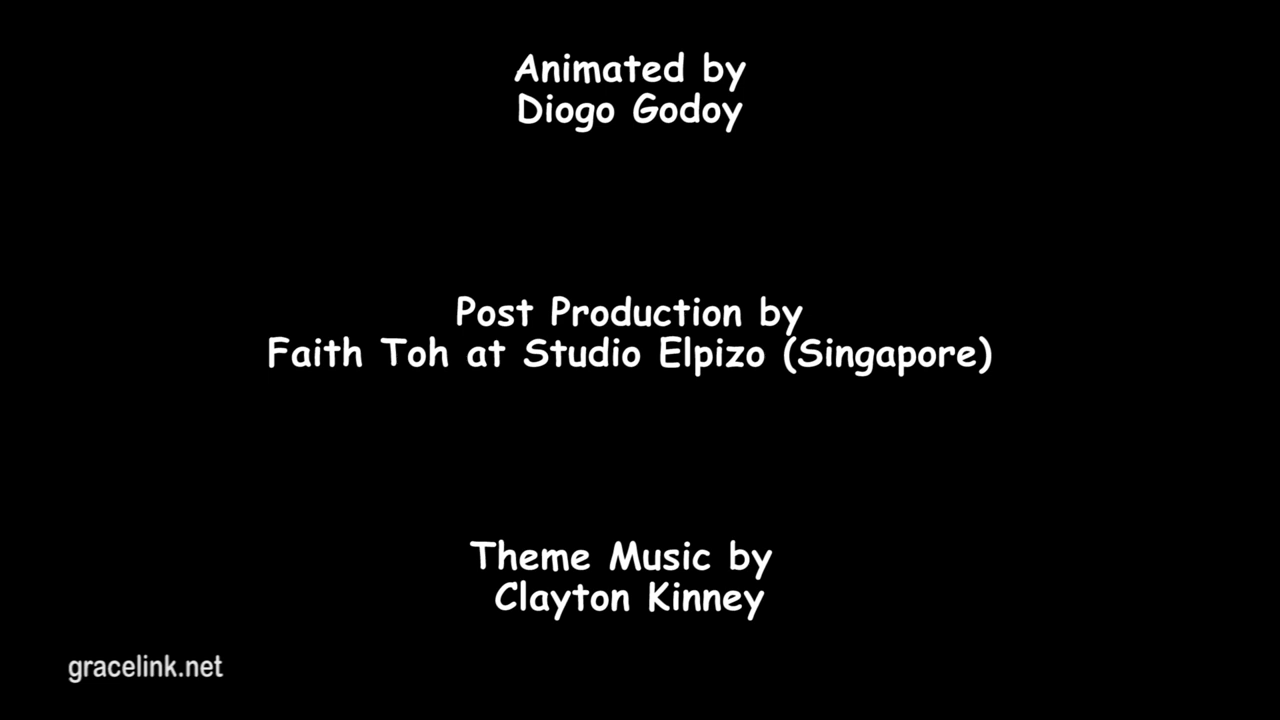 Animated by
Diogo Godoy
Post Production by
Faith Toh at Studio Elpizo (Singapore)
Theme Music by
Clayton Kinney
gracelink.net